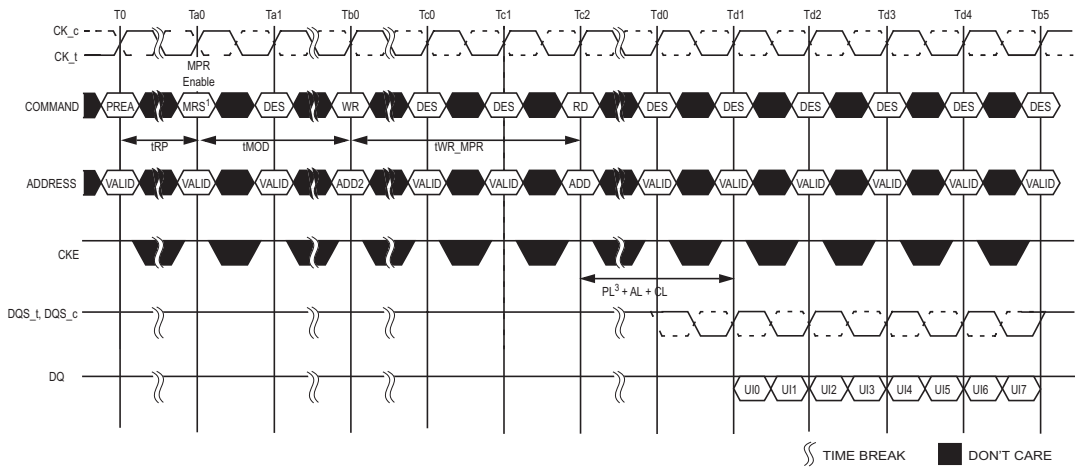 T0 Ta0 Ta1 Tb0 Tc0 Tc1 Tc2 Td0 Td1 Td2 Td3 Td4 Tb5
CK_c
CK_t
MPR
Enable
COMMAND PREA MRS¹ DES WR DES DES RD DES DES DES DES DES DES
tRP tMOD tWR_MPR
ADDRESS VALID VALID VALID ADD2 VALID VALID ADD VALID VALID VALID VALID VALID VALID
CKE
PL³ + AL + CL
DQS_t, DQS_c
DQ UI0 UI1 UI2 UI3 UI4 UI5 UI6 UI7
TIME BREAK DON'T CARE